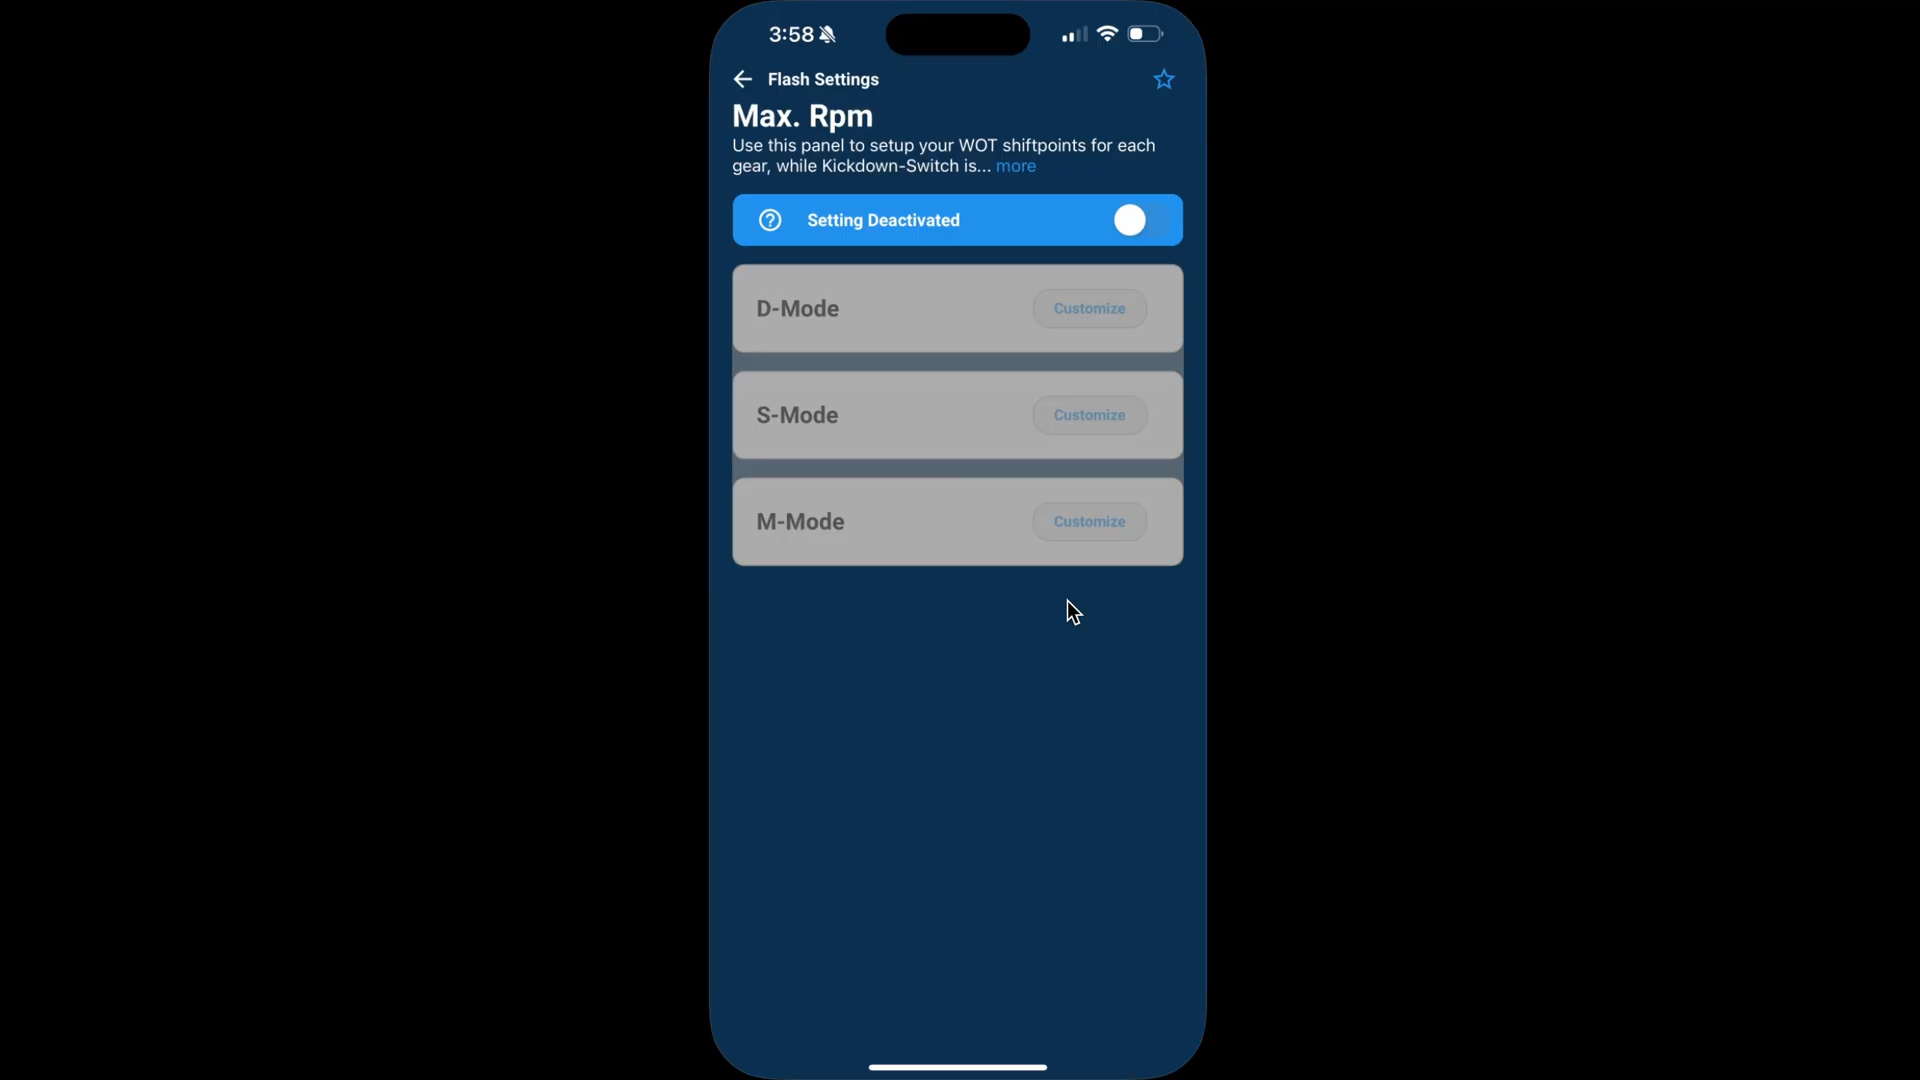 3:58
Flash Settings
Max. Rpm
Use this panel to setup your WOT shiftpoints for each
gear, while Kickdown-Switch is... more
Setting Deactivated
D-Mode
Customize
S-Mode
Customize
M-Mode
Customize